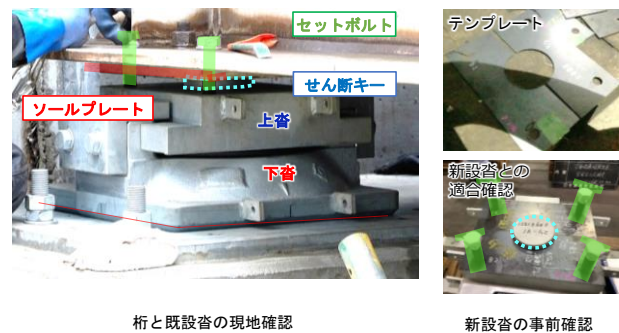 セットボルト
せん断キー
ソールプレート
上沓
下沓
テンプレート
新設沓との
適合確認
桁と既設沓の現地確認
新設沓の事前確認